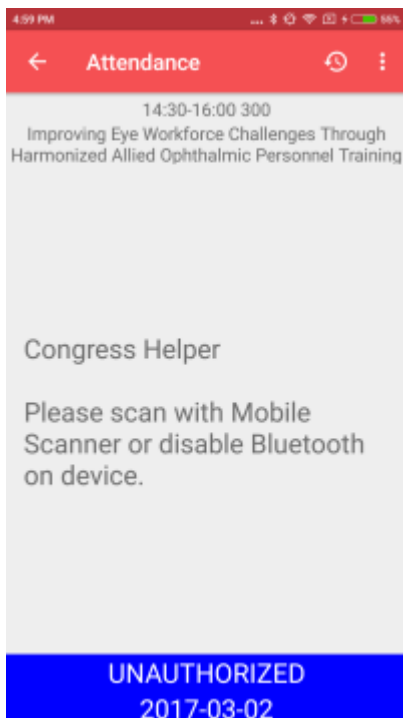 4:59 PM ... 56%
Attendance
14:30-16:00 300
Improving Eye Workforce Challenges Through
Harmonized Allied Ophthalmic Personnel Training
Congress Helper
Please scan with Mobile
Scanner or disable Bluetooth
on device.
UNAUTHORIZED
2017-03-02